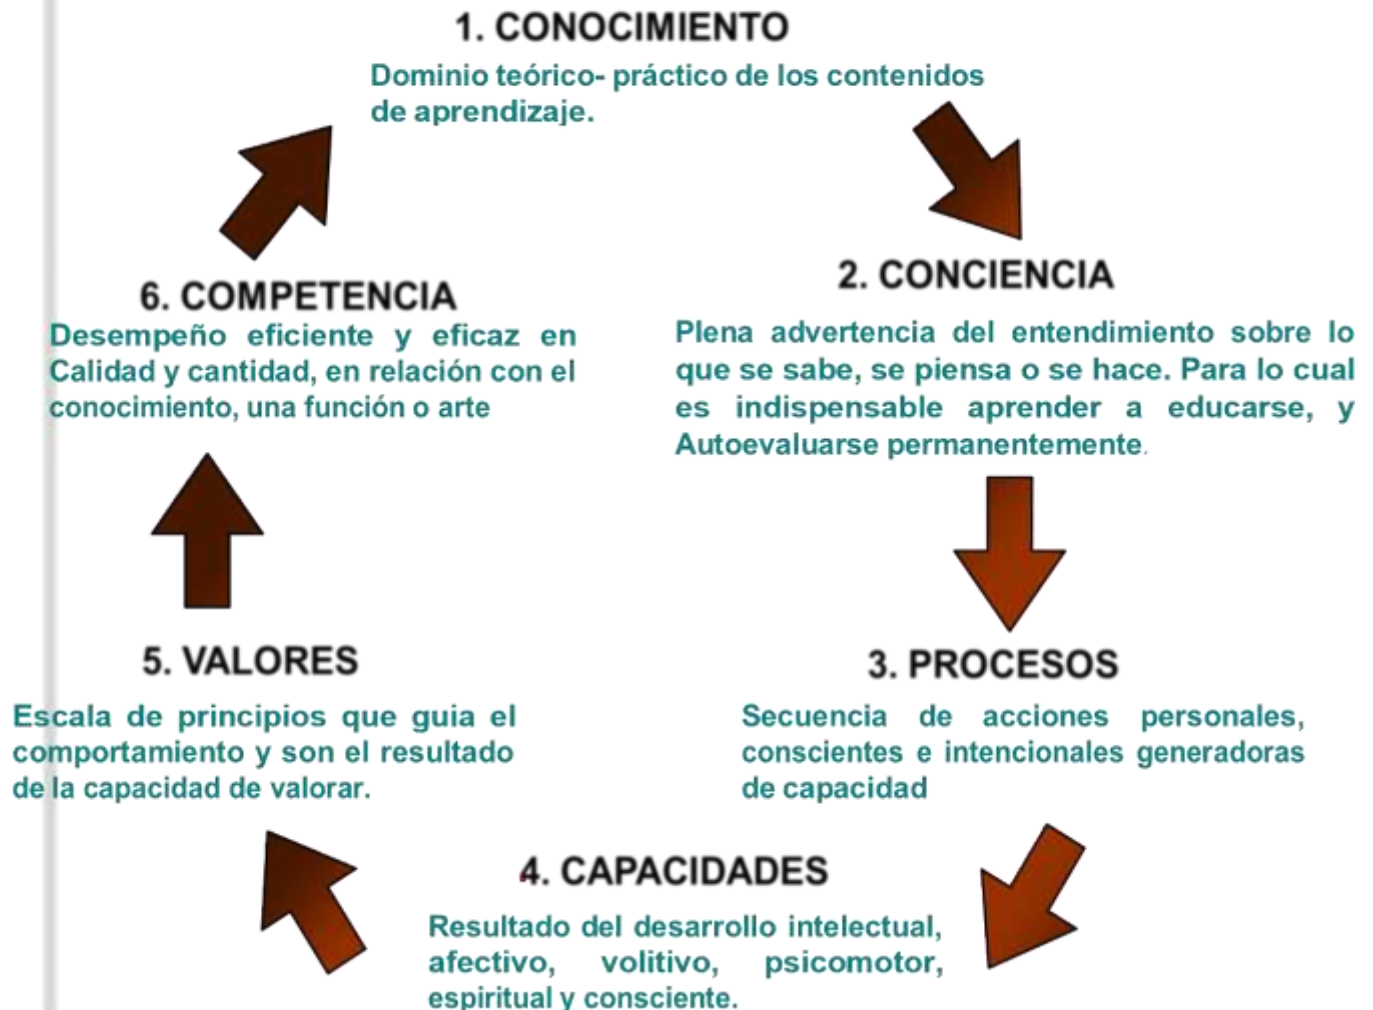 1. CONOCIMIENTO
Dominio teórico- práctico de los contenidos
de aprendizaje.
2. CONCIENCIA
Plena advertencia del entendimiento sobre lo
que se sabe, se piensa o se hace. Para lo cual
es indispensable aprender a educarse, y
Autoevaluarse permanentemente.
3. PROCESOS
Secuencia de acciones personales,
conscientes e intencionales generadoras
de capacidad
4. CAPACIDADES
Resultado del desarrollo intelectual,
afectivo, volitivo, psicomotor,
espiritual y consciente.
5. VALORES
Escala de principios que guia el
comportamiento y son el resultado
de la capacidad de valorar.
6. COMPETENCIA
Desempeño eficiente y eficaz en
Calidad y cantidad, en relación con el
conocimiento, una función o arte